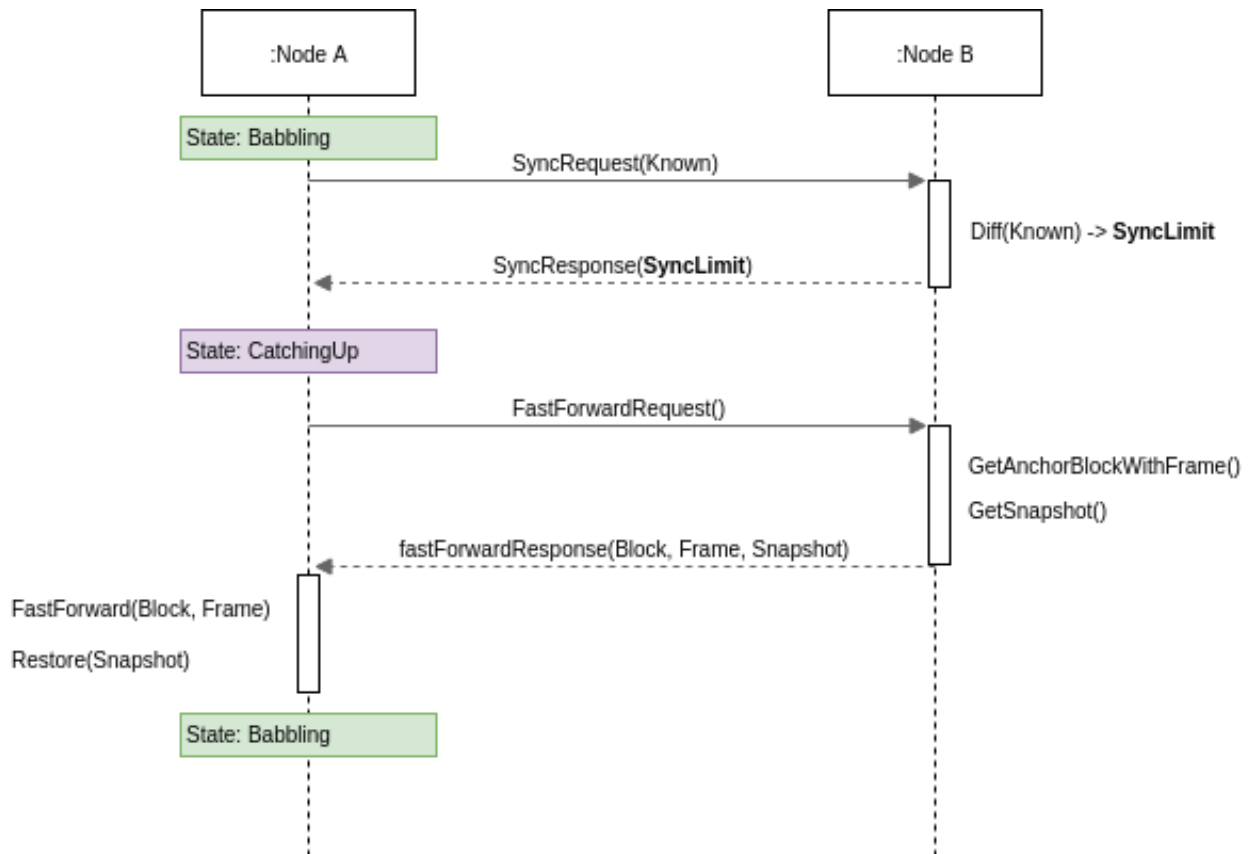 :Node A
:Node B
State: Babbling
SyncRequest(Known)
Diff(Known) -> SyncLimit
SyncResponse(SyncLimit)
State: CatchingUp
FastForwardRequest()
GetAnchorBlockWithFrame()
GetSnapshot()
fastForwardResponse(Block, Frame, Snapshot)
FastForward(Block, Frame)
Restore(Snapshot)
State: Babbling